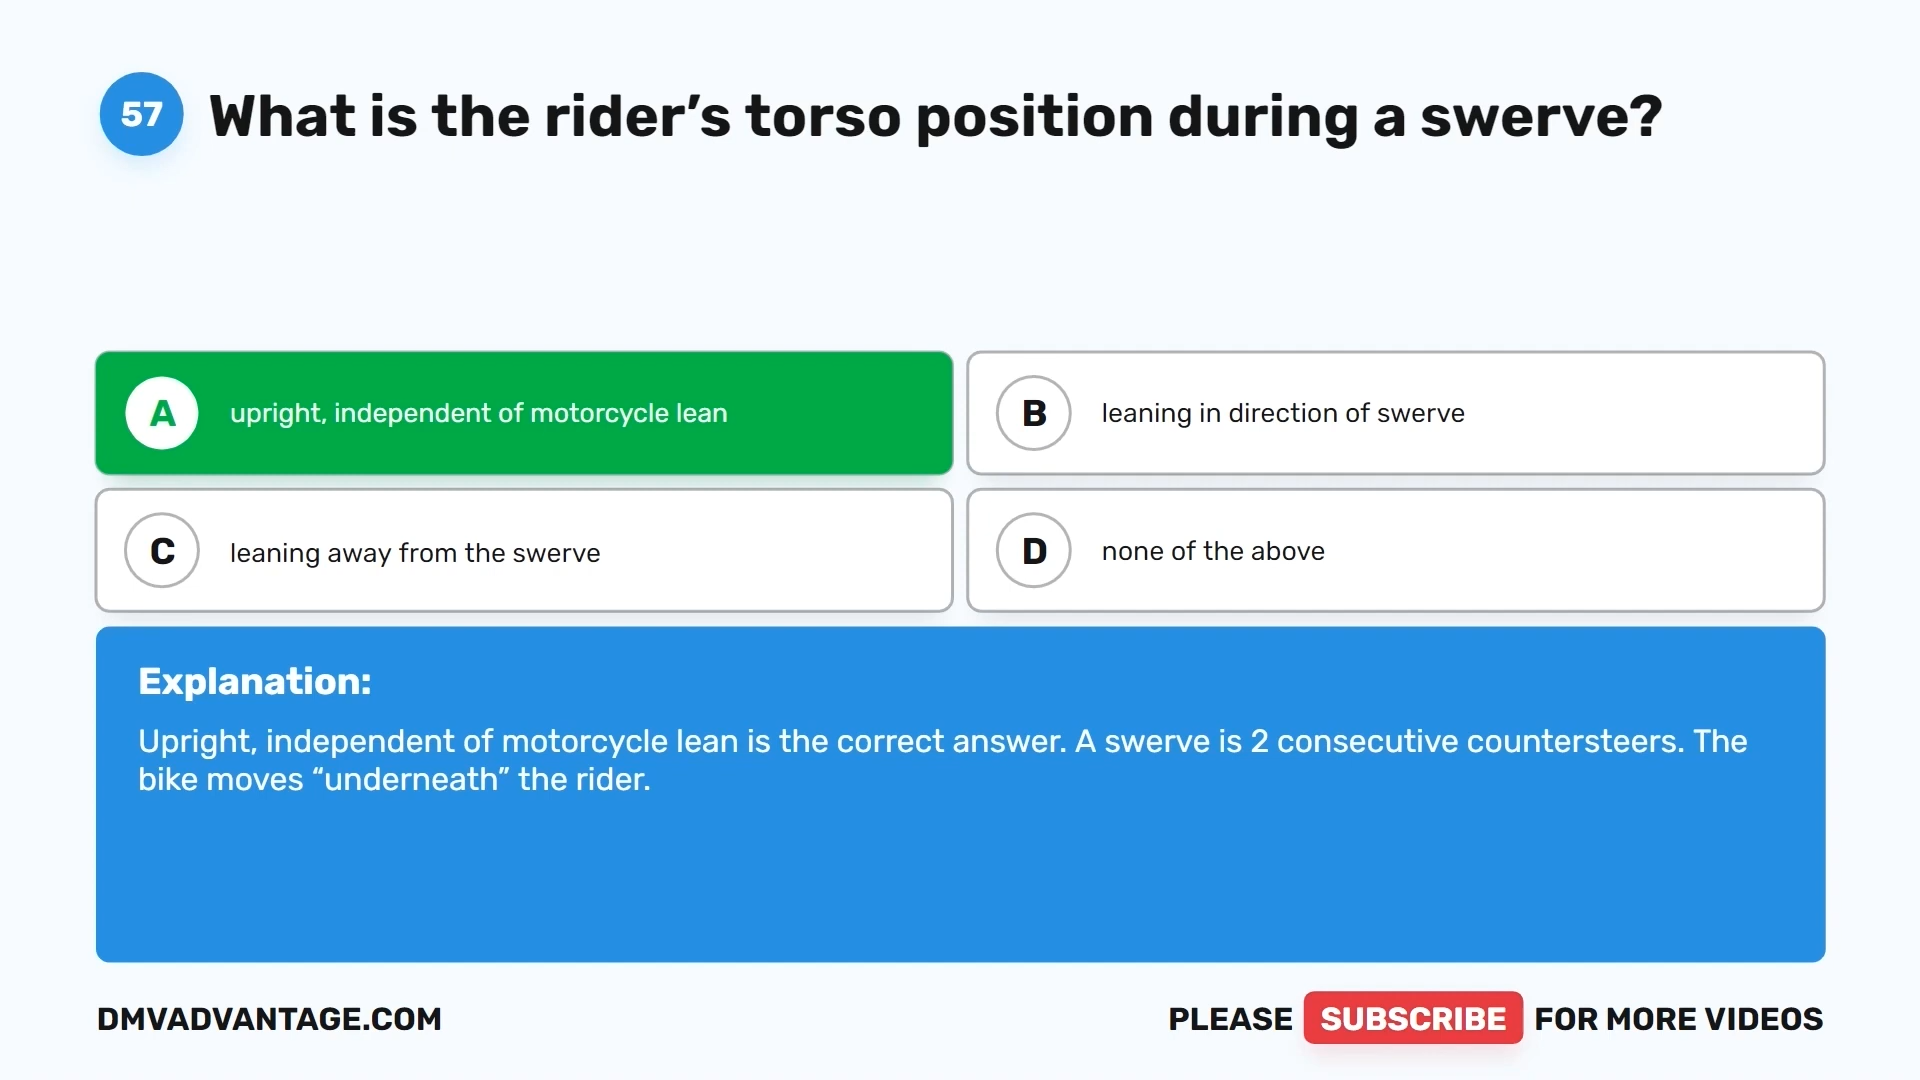 57 What is the rider’s torso position during a swerve?
A upright, independent of motorcycle lean
B leaning in direction of swerve
C leaning away from the swerve
D none of the above
Explanation:
Upright, independent of motorcycle lean is the correct answer. A swerve is 2 consecutive countersteers. The
bike moves “underneath” the rider.
DMVADVANTAGE.COM
PLEASE SUBSCRIBE FOR MORE VIDEOS